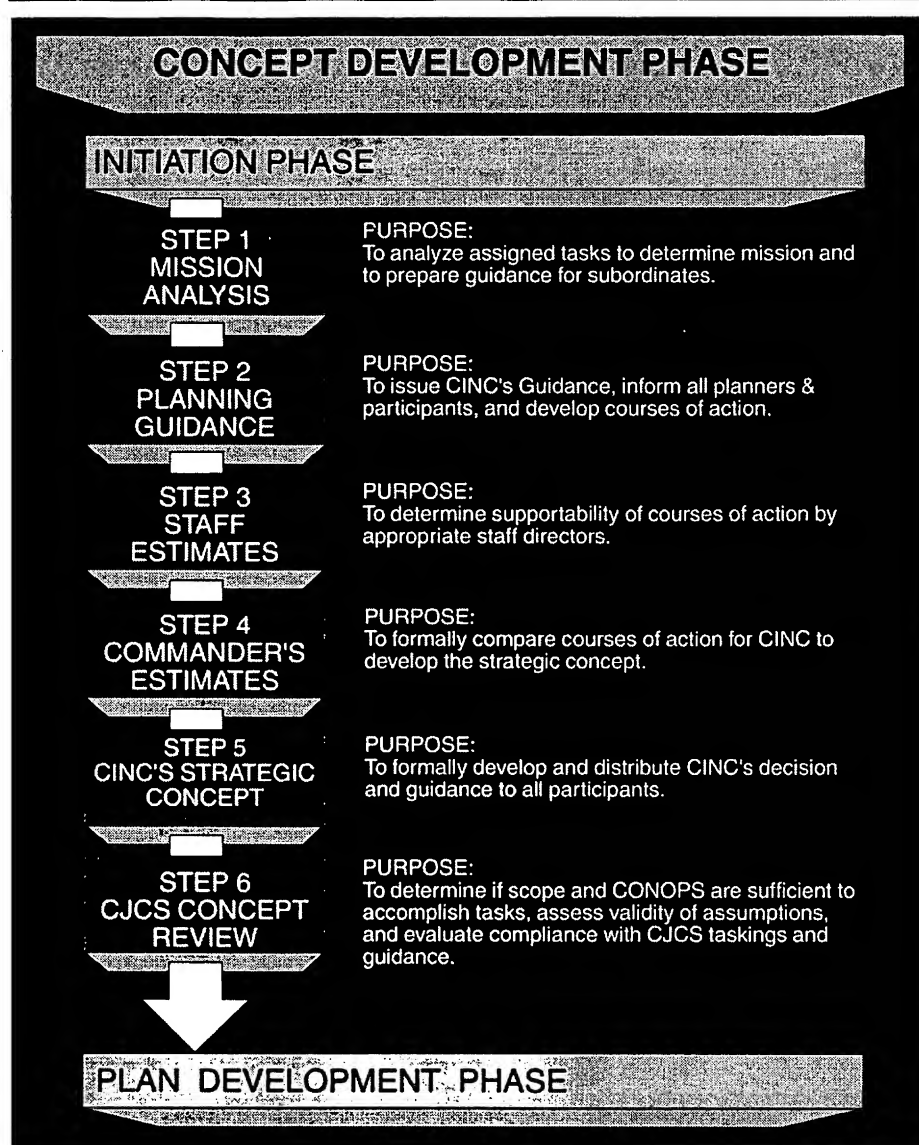 CONCEPT DEVELOPMENT PHASE
INITIATION PHASE
STEP 1
MISSION
ANALYSIS
PURPOSE:
To analyze assigned tasks to determine mission and
to prepare guidance for subordinates.
STEP 2
PLANNING
GUIDANCE
PURPOSE:
To issue CINC's Guidance, inform all planners &
participants, and develop courses of action.
STEP 3
STAFF
ESTIMATES
PURPOSE:
To determine supportability of courses of action by
appropriate staff directors.
STEP 4
COMMANDER'S
ESTIMATES
PURPOSE:
To formally compare courses of action for CINC to
develop the strategic concept.
STEP 5
CINC'S STRATEGIC
CONCEPT
PURPOSE:
To formally develop and distribute CINC's decision
and guidance to all participants.
STEP 6
CJCS CONCEPT
REVIEW
PURPOSE:
To determine if scope and CONOPS are sufficient to
accomplish tasks, assess validity of assumptions,
and evaluate compliance with CJCS taskings and
guidance.
PLAN DEVELOPMENT PHASE